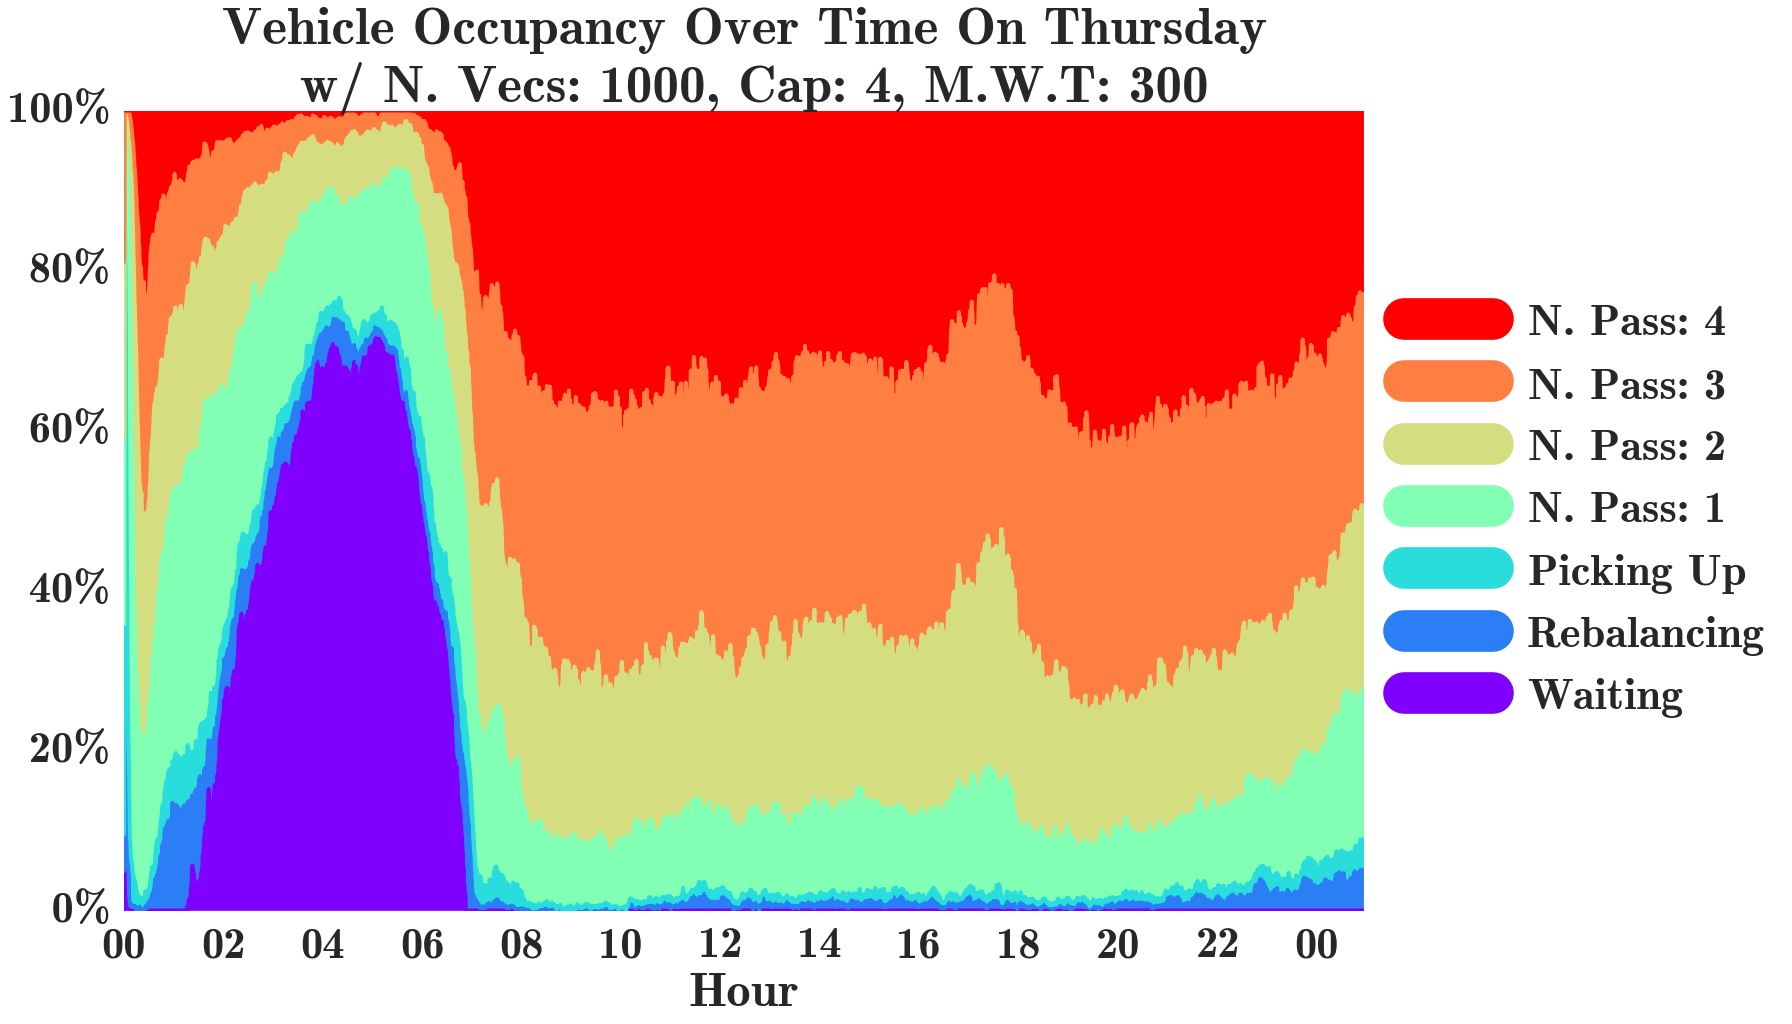 Vehicle Occupancy Over Time On Thursday
w/ N. Vecs: 1000, Cap: 4, M.W.T: 300
100%
80%
60%
40%
20%
0%
00 02 04 06 08 10 12 14 16 18 20 22 00
Hour
N. Pass: 4
N. Pass: 3
N. Pass: 2
N. Pass: 1
Picking Up
Rebalancing
Waiting